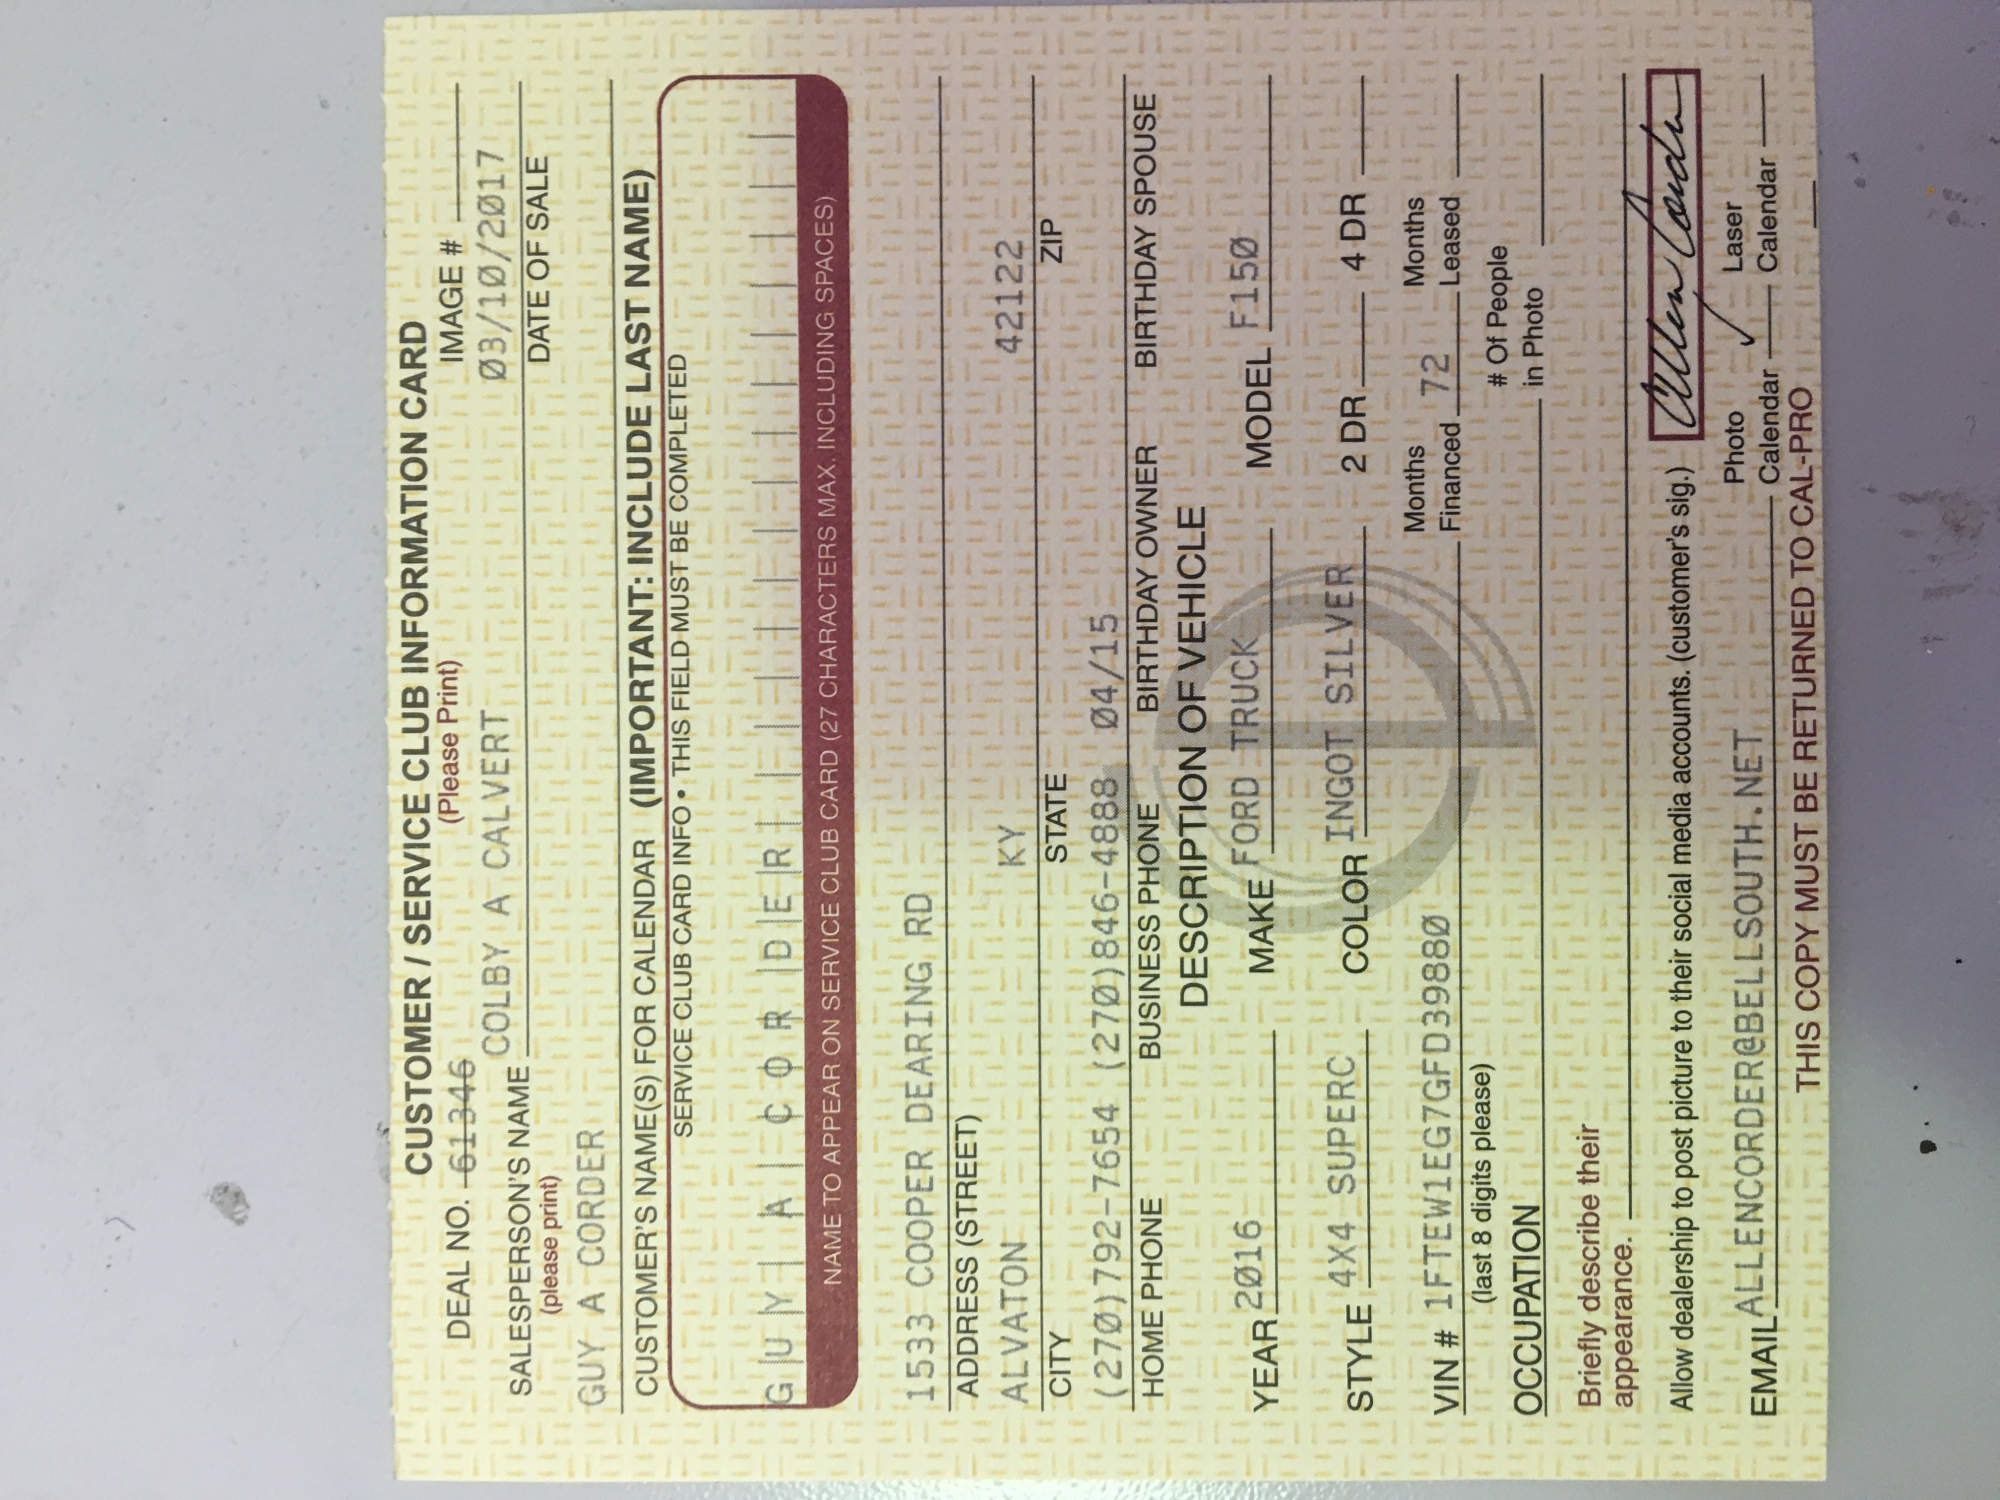 CUSTOMER / SERVICE CLUB INFORMATION CARD
(Please Print)
DEAL NO. 61346 IMAGE #
COLBY A CALVERT 03/10/2017
SALESPERSON'S NAME DATE OF SALE
(please print)
GUY A CORDER
CUSTOMER'S NAME(S) FOR CALENDAR (IMPORTANT: INCLUDE LAST NAME)
SERVICE CLUB CARD INFO • THIS FIELD MUST BE COMPLETED
GUY A CORDER
NAME TO APPEAR ON SERVICE CLUB CARD (27 CHARACTERS MAX. INCLUDING SPACES)
1533 COOPER DEARING RD
ADDRESS (STREET)
ALVATON KY 421222
CITY STATE ZIP
(270)792-7654 (270)846-4888 04/15
HOME PHONE BUSINESS PHONE BIRTHDAY OWNER BIRTHDAY SPOUSE
DESCRIPTION OF VEHICLE
YEAR 2016 MAKE FORD TRUCK MODEL F150
STYLE 4X4 SUPERC COLOR INGOT SILVER 2 DR 4 DR
VIN # 1FTEW1EG7GFD39880 Months Financed 72 Months Leased
(last 8 digits please)
OCCUPATION # Of People in Photo
Briefly describe their
appearance.
Allow dealership to post picture to their social media accounts. (customer's sig.) Allen Corder
EMAIL ALLENCORDER@BELLSOUTH.NET Photo Calendar Laser Calendar
THIS COPY MUST BE RETURNED TO CAL-PRO